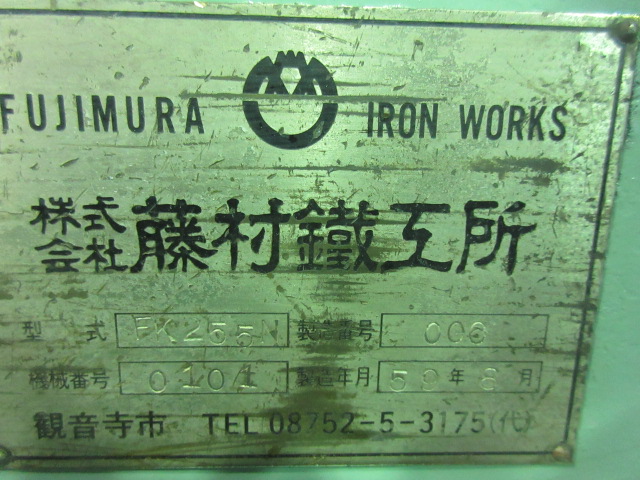 FUJIMURA IRON WORKS
株式会社 藤村鐵工所
型式 FK255N 製造番号 006
機械番号 0101 製造年月 59年8月
観音寺市 TEL 08752-5-3175(代)